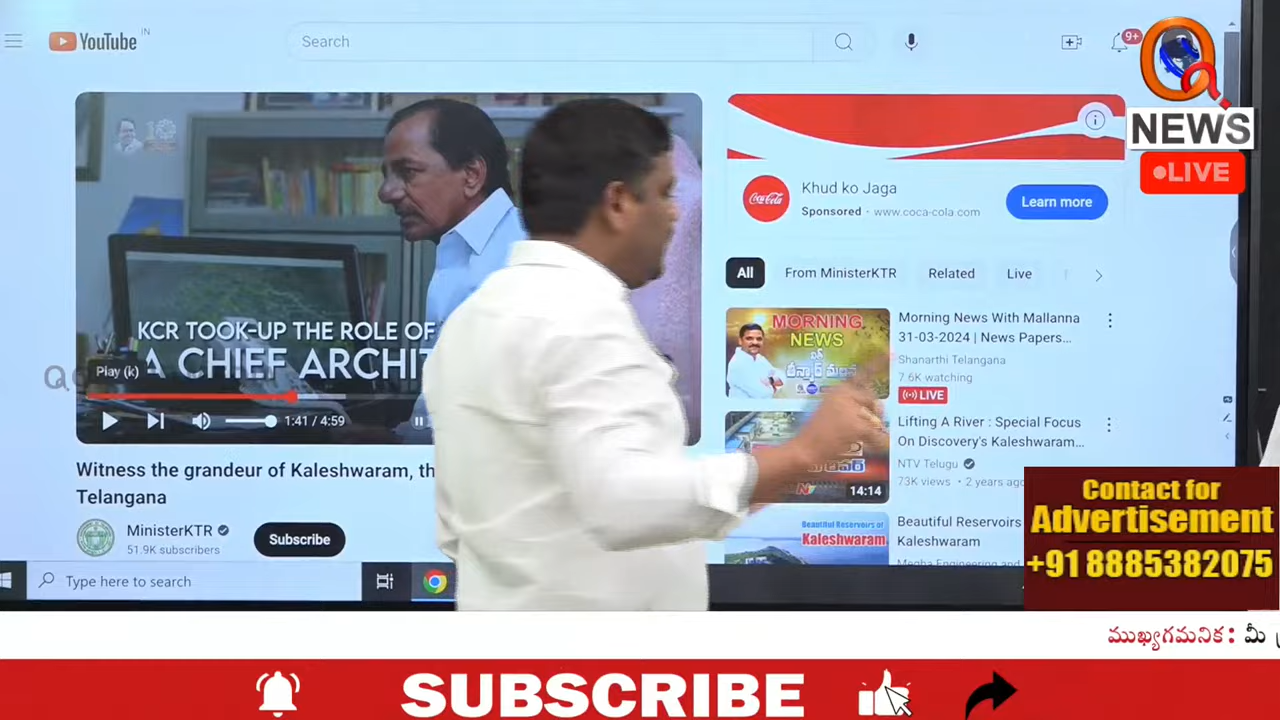 YouTube IN
Search
9+
NEWS
LIVE
KCR TOOK-UP THE ROLE OF
A CHIEF ARCHIT
Play (k)
1:41 / 4:59
Witness the grandeur of Kaleshwaram, th
Telangana
MinisterKTR
51.9K subscribers
Subscribe
Coca-Cola
Khud ko Jaga
Sponsored · www.coca-cola.com
Learn more
All
From MinisterKTR
Related
Live
MORNING
NEWS
Morning News With Mallanna
31-03-2024 | News Papers...
Shanarthi Telangana
7.6K watching
LIVE
14:14
Lifting A River : Special Focus
On Discovery's Kaleshwaram...
NTV Telugu
73K views • 2 years ago
Beautiful Reservoirs of
Kaleshwaram
Beautiful Reservoirs
Kaleshwaram
Megha Engineering and
Type here to search
Contact for
Advertisement
+91 8885382075
ముఖ్యగమనిక: మీ
SUBSCRIBE